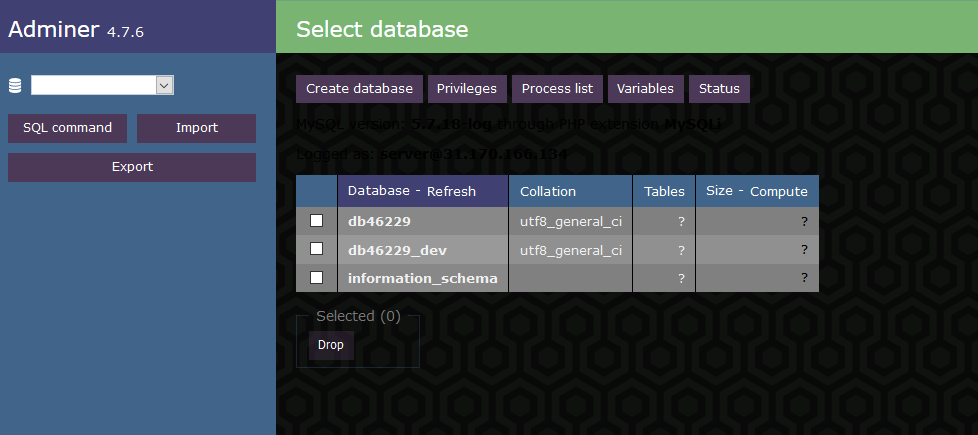 Adminer 4.7.6
Select database
SQL command Import
Export
Create database Privileges Process list Variables Status
MySQL version: 5.7.18-log through PHP extension MySQLi
Logged as: server@31.170.166.134
Database - Refresh Collation Tables Size - Compute
db46229 utf8_general_ci ? ?
db46229_dev utf8_general_ci ? ?
information_schema ? ?
Selected (0)
Drop